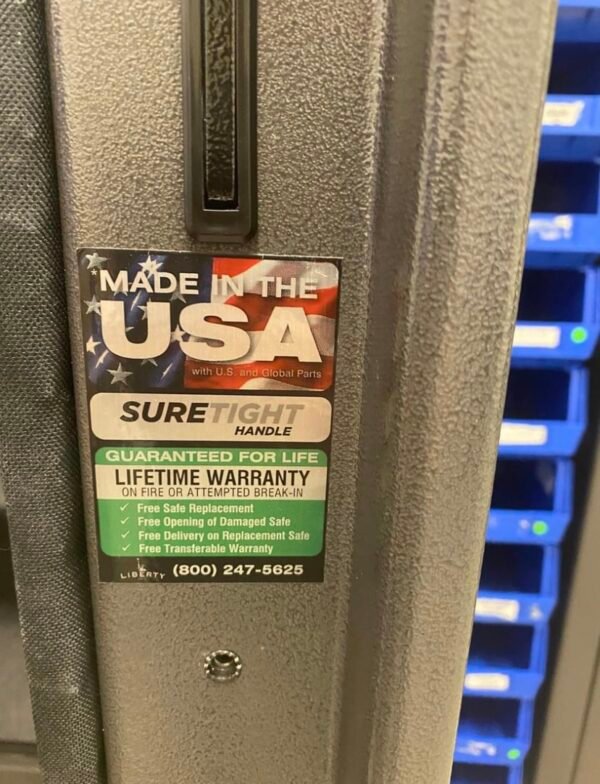 *MADE IN THE
USA
with U.S. and Global Parts
SURETIGHT
HANDLE
GUARANTEED FOR LIFE
LIFETIME WARRANTY
ON FIRE OR ATTEMPTED BREAK-IN
✓ Free Safe Replacement
✓ Free Opening of Damaged Safe
✓ Free Delivery on Replacement Safe
✓ Free Transferable Warranty
LIBERTY (800) 247-5625